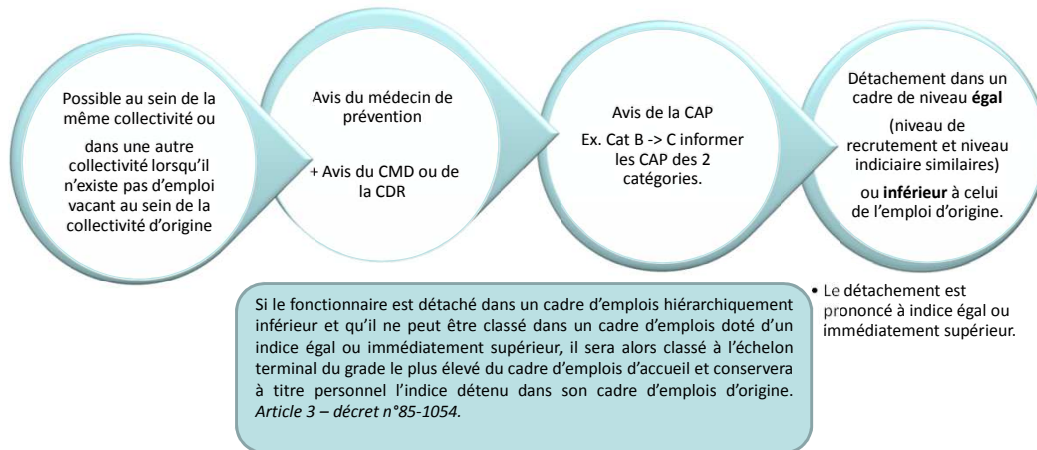 Possible au sein de la
même collectivité ou
dans une autre
collectivité lorsqu'il
n'existe pas d'emploi
vacant au sein de la
collectivité d'origine
Avis du médecin de
prévention
+ Avis du CMD ou de
la CDR
Avis de la CAP
Ex. Cat B -> C informer
les CAP des 2
catégories.
Détachement dans un
cadre de niveau égal
(niveau de
recrutement et niveau
indiciaire similaires)
ou inférieur à celui
de l'emploi d'origine.
• Le détachement est
prononcé à indice égal ou
immédiatement supérieur.
Si le fonctionnaire est détaché dans un cadre d'emplois hiérarchiquement
inférieur et qu'il ne peut être classé dans un cadre d'emplois doté d'un
indice égal ou immédiatement supérieur, il sera alors classé à l'échelon
terminal du grade le plus élevé du cadre d'emplois d'accueil et conservera
à titre personnel l'indice détenu dans son cadre d'emplois d'origine.
Article 3 – décret n°85-1054.